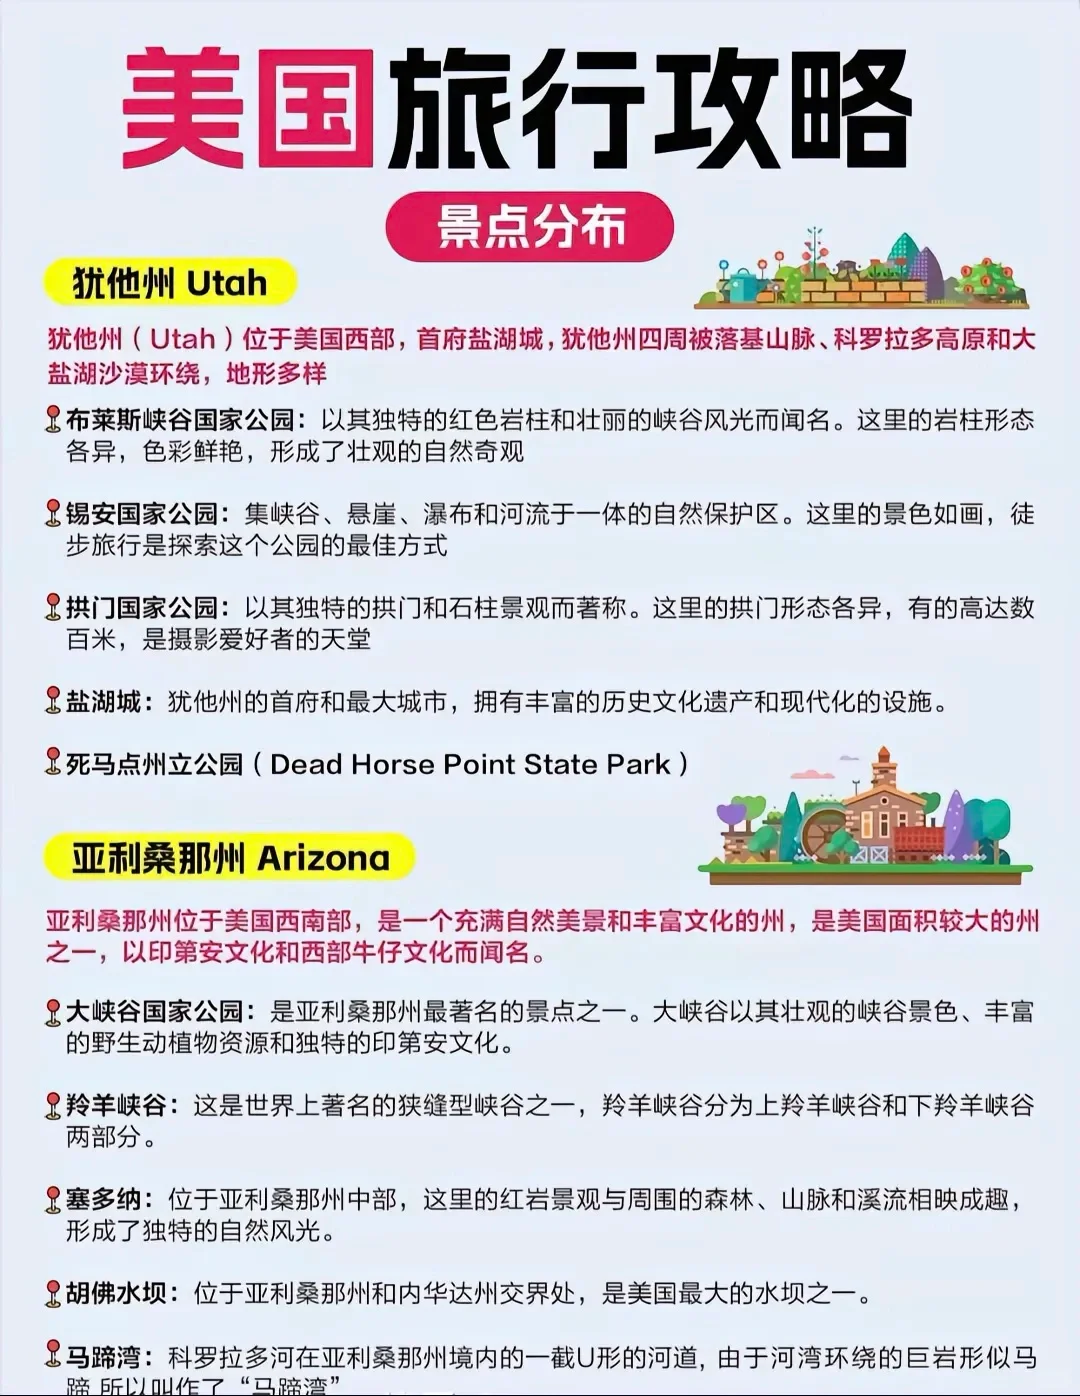 美国旅行攻略
景点分布
犹他州 Utah
犹他州（Utah）位于美国西部，首府盐湖城，犹他州四周被落基山脉、科罗拉多高原和大
盐湖沙漠环绕，地形多样
布莱斯峡谷国家公园：以其独特的红色岩柱和壮丽的峡谷风光而闻名。这里的岩柱形态
各异，色彩鲜艳，形成了壮观的自然奇观
锡安国家公园：集峡谷、悬崖、瀑布和河流于一体的自然保护区。这里的景色如画，徒
步旅行是探索这个公园的最佳方式
拱门国家公园：以其独特的拱门和石柱景观而著称。这里的拱门形态各异，有的高达数
百米，是摄影爱好者的天堂
盐湖城：犹他州的首府和最大城市，拥有丰富的历史文化遗产和现代化的设施。
死马点州立公园（Dead Horse Point State Park）
亚利桑那州 Arizona
亚利桑那州位于美国西南部，是一个充满自然美景和丰富文化的州，是美国面积较大的州
之一，以印第安文化和西部牛仔文化而闻名。
大峡谷国家公园：是亚利桑那州最著名的景点之一。大峡谷以其壮观的峡谷景色、丰富
的野生动植物资源和独特的印第安文化。
羚羊峡谷：这是世界上著名的狭缝型峡谷之一，羚羊峡谷分为上羚羊峡谷和下羚羊峡谷
两部分。
塞多纳：位于亚利桑那州中部，这里的红岩景观与周围的森林、山脉和溪流相映成趣，
形成了独特的自然风光。
胡佛水坝：位于亚利桑那州和内华达州交界处，是美国最大的水坝之一。
马蹄湾：科罗拉多河在亚利桑那州境内的一截U形的河道，由于河湾环绕的巨岩形似马
蹄 所以叫作了“马蹄湾”